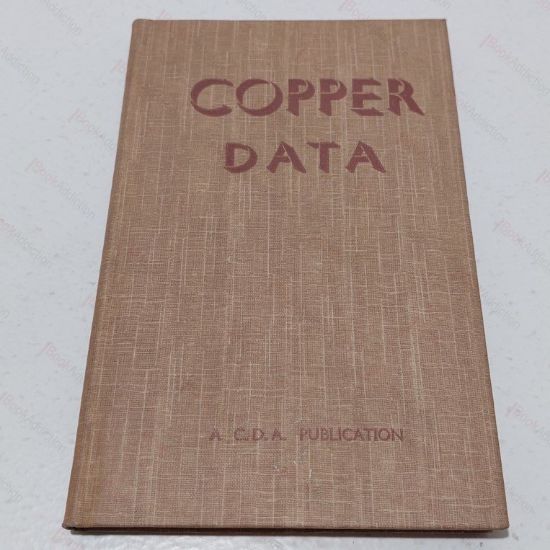 COPPER
DATA
A C.D.A. PUBLICATION